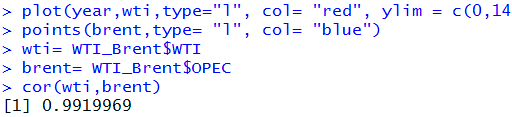 > plot(year,wti,type="l", col= "red", ylim = c(0,14
> points(brent,type= "l", col= "blue")
> wti= WTI_Brent$WTI
> brent= WTI_Brent$OPEC
> cor(wti,brent)
[1] 0.9919969